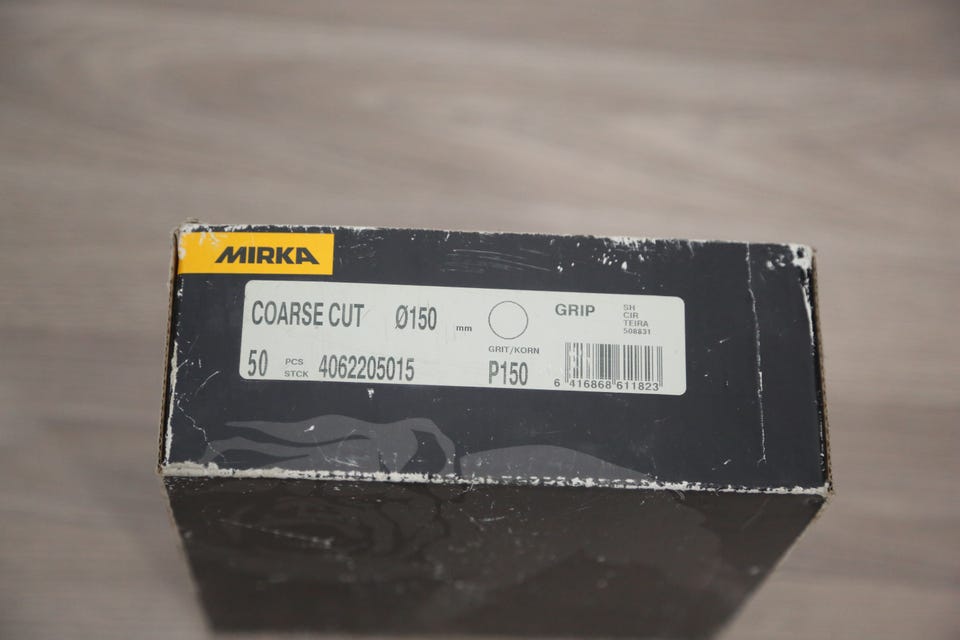 MIRKA
COARSE CUT Ø150 mm GRIP
SH
CIR
TEIRA
508831
GRIT/KORN
50 PCS
STCK 4062205015 P150
6 416868 611823